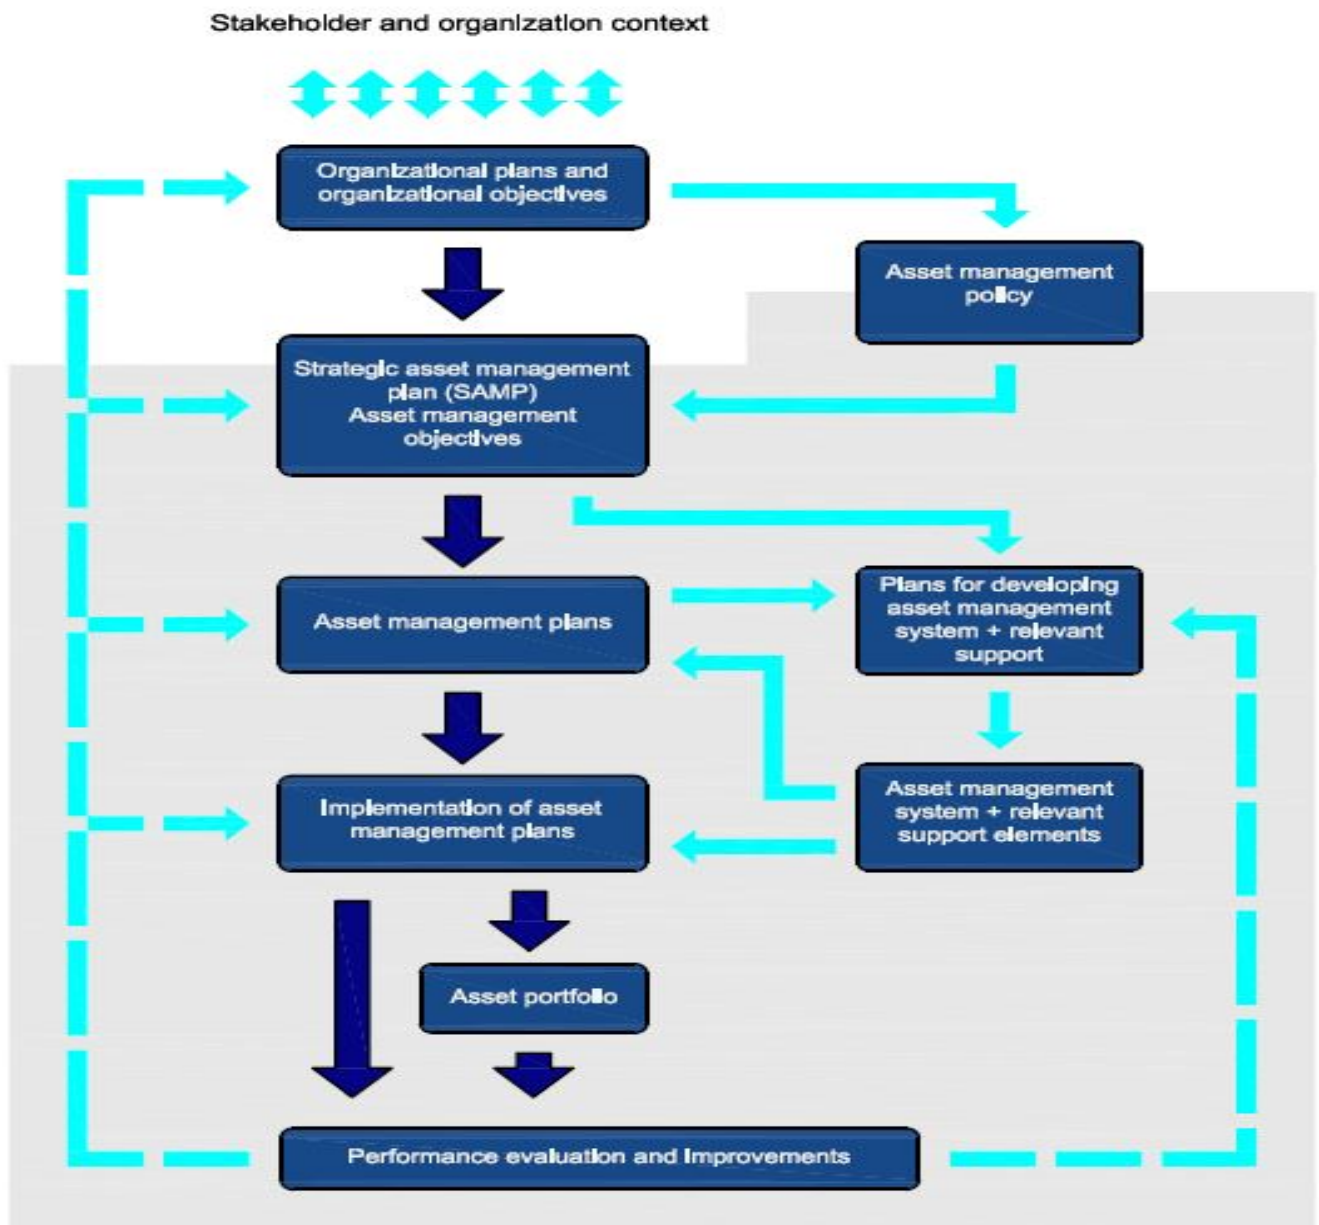 Stakeholder and organization context
Organizational plans and
organizational objectives
Asset management
policy
Strategic asset management
plan (SAMP)
Asset management
objectives
Asset management plans
Plans for developing
asset management
system + relevant
support
Implementation of asset
management plans
Asset management
system + relevant
support elements
Asset portfolio
Performance evaluation and Improvements